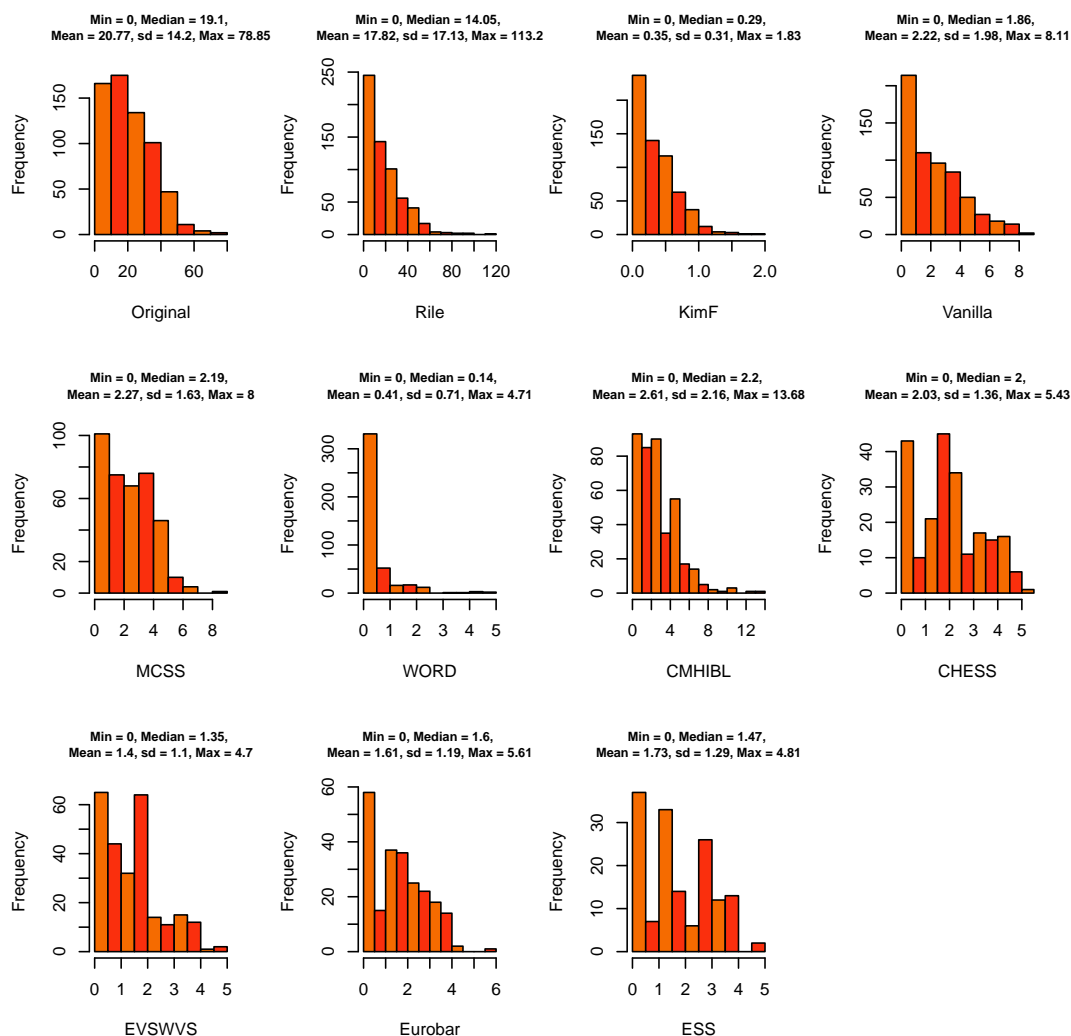 Min = 0, Median = 19.1,
Mean = 20.77, sd = 14.2, Max = 78.85
Frequency
0 50 150
0 20 60
Original
Min = 0, Median = 14.05,
Mean = 17.82, sd = 17.13, Max = 113.2
Frequency
0 50 150 250
0 40 80 120
Rile
Min = 0, Median = 0.29,
Mean = 0.35, sd = 0.31, Max = 1.83
Frequency
0 50 150
0.0 1.0 2.0
KimF
Min = 0, Median = 1.86,
Mean = 2.22, sd = 1.98, Max = 8.11
Frequency
0 50 150
0 2 4 6 8
Vanilla
Min = 0, Median = 2.19,
Mean = 2.27, sd = 1.63, Max = 8
Frequency
0 20 60 100
0 2 4 6 8
MCSS
Min = 0, Median = 0.14,
Mean = 0.41, sd = 0.71, Max = 4.71
Frequency
0 100 200 300
0 1 2 3 4 5
WORD
Min = 0, Median = 2.2,
Mean = 2.61, sd = 2.16, Max = 13.68
Frequency
0 20 40 60 80
0 4 8 12
CMHIBL
Min = 0, Median = 2,
Mean = 2.03, sd = 1.36, Max = 5.43
Frequency
0 10 20 30 40
0 1 2 3 4 5
CHESS
Min = 0, Median = 1.35,
Mean = 1.4, sd = 1.1, Max = 4.7
Frequency
0 20 40 60
0 1 2 3 4 5
EVSWVS
Min = 0, Median = 1.6,
Mean = 1.61, sd = 1.19, Max = 5.61
Frequency
0 20 40 60
0 2 4 6
Eurobar
Min = 0, Median = 1.47,
Mean = 1.73, sd = 1.29, Max = 4.81
Frequency
0 10 20 30
0 1 2 3 4 5
ESS